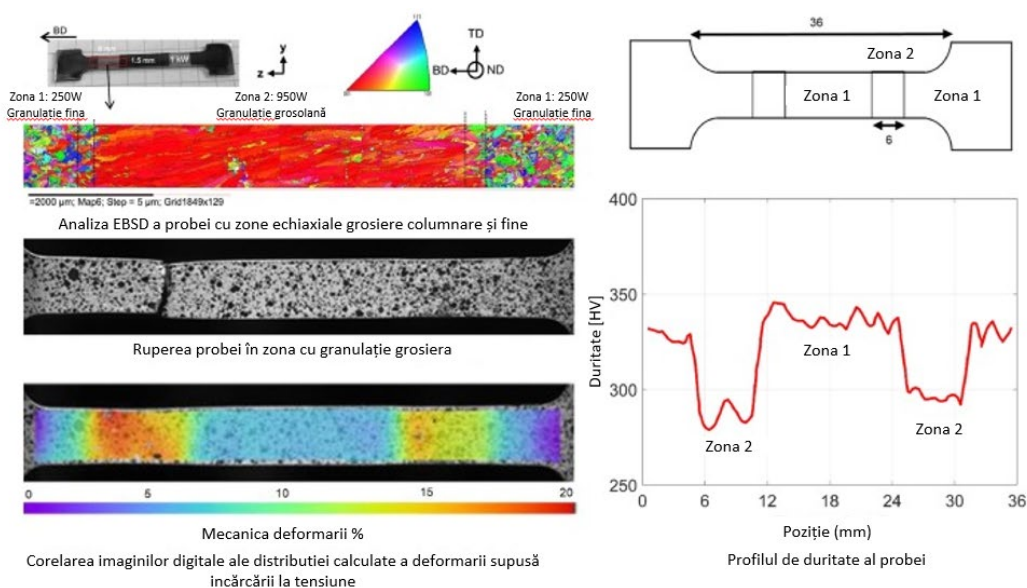 BD
1.5 mm
1 kW
y
z
111
TD
BD
ND
Zona 1: 250W
Granulație fina
Zona 2: 950W
Granulație grosolană
Zona 1: 250W
Granulație fina
=2000 µm; Map6; Step = 5 µm; Grid1849x129
Analiza EBSD a probei cu zone echiaxiale grosiere columnare și fine
Ruperea probei în zona cu granulație grosiera
0 5 10 15 20
Mecanica deformarii %
Corelarea imaginilor digitale ale distributiei calculate a deformarii supusă
incărcării la tensiune
36
Zona 2
Zona 1
Zona 1
6
400
350
300
250
Duritate [HV]
Zona 1
Zona 2
Zona 2
0 6 12 18 24 30 36
Poziție (mm)
Profilul de duritate al probei